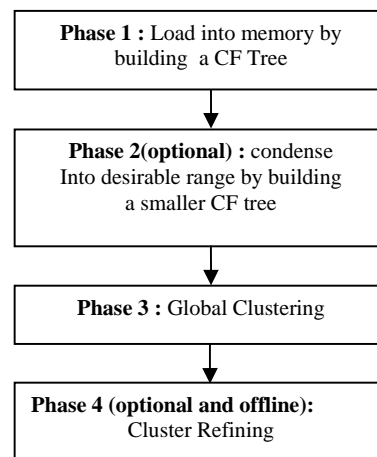 Phase 1 : Load into memory by
building a CF Tree
Phase 2(optional) : condense
Into desirable range by building
a smaller CF tree
Phase 3 : Global Clustering
Phase 4 (optional and offline):
Cluster Refining